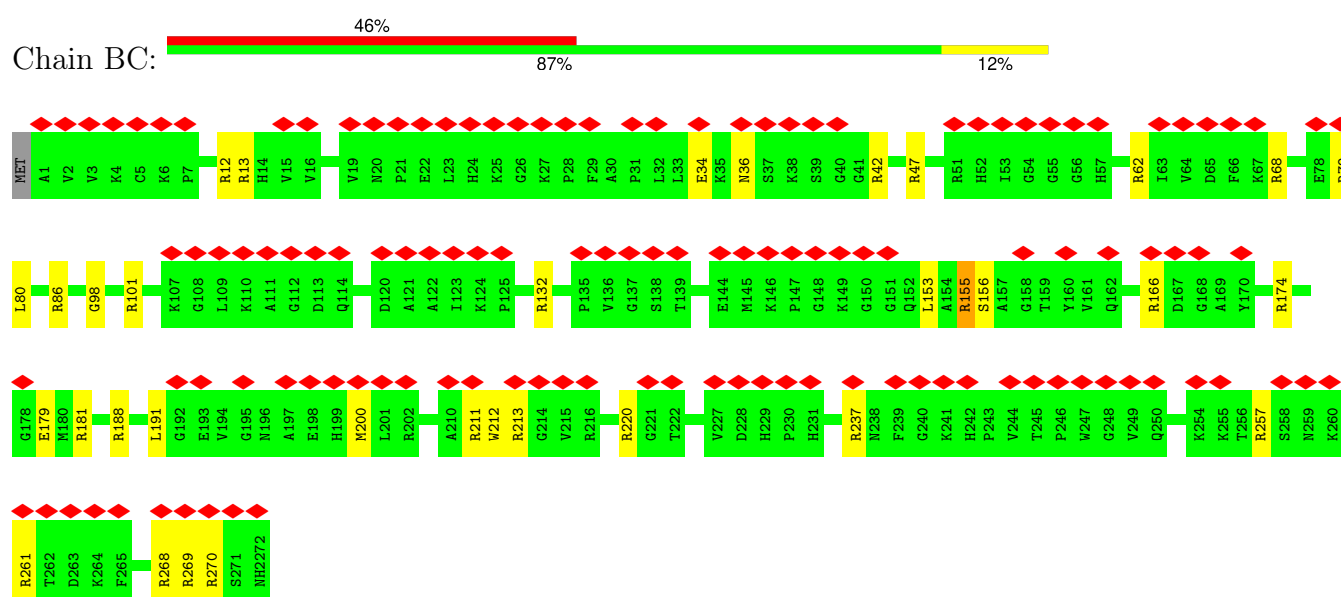 46%
Chain BC:
87% 12%
MET A1 V2 V3 K4 C5 K6 P7 R12 R13 H14 V15 V16 V19 N20 P21 E22 L23 H24 K25 G26 K27 P28 F29 A30 P31 L32 L33 E34 K35 N36 S37 K38 S39 G40 G41 R42 R47 R51 H52 I53 G54 G55 G56 H57 R62 I63 V64 D65 F66 K67 R68 E78
L80 R86 G98 R101 K107 G108 L109 K110 A111 G112 D113 Q114 D120 A121 A122 I123 K124 P125 R132 P135 V136 G137 S138 T139 E144 M145 K146 P147 G148 K149 G150 G151 Q152 L153 A154 R155 S156 A157 G158 T159 Y160 V161 Q162 R166 D167 G168 A169 Y170 R174
G178 E179 M180 R181 R188 L191 G192 E193 V194 G195 N196 A197 E198 H199 M200 L201 R202 A210 R211 W212 R213 G214 V215 R216 R220 G221 T222 V227 D228 H229 P230 H231 R237 N238 F239 G240 K241 H242 P243 V244 T245 P246 W247 G248 V249 Q250 K254 K255 T256 R257 S258 N259 K260
R261 T262 D263 K264 F265 R268 R269 R270 S271 NH2272